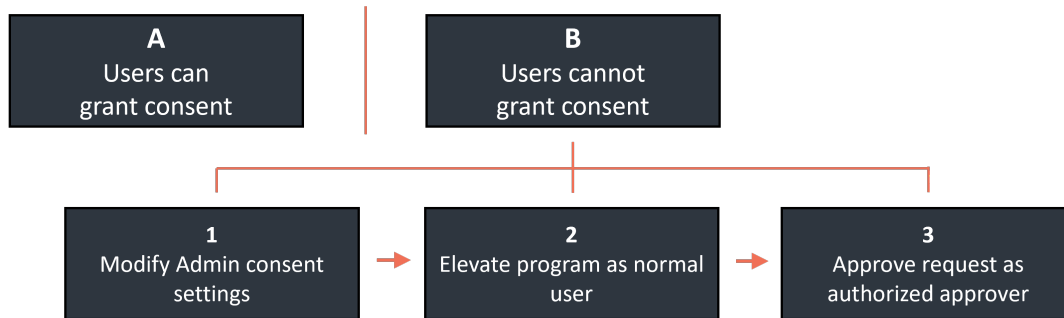 A
Users can
grant consent
B
Users cannot
grant consent
1
Modify Admin consent
settings
2
Elevate program as normal
user
3
Approve request as
authorized approver